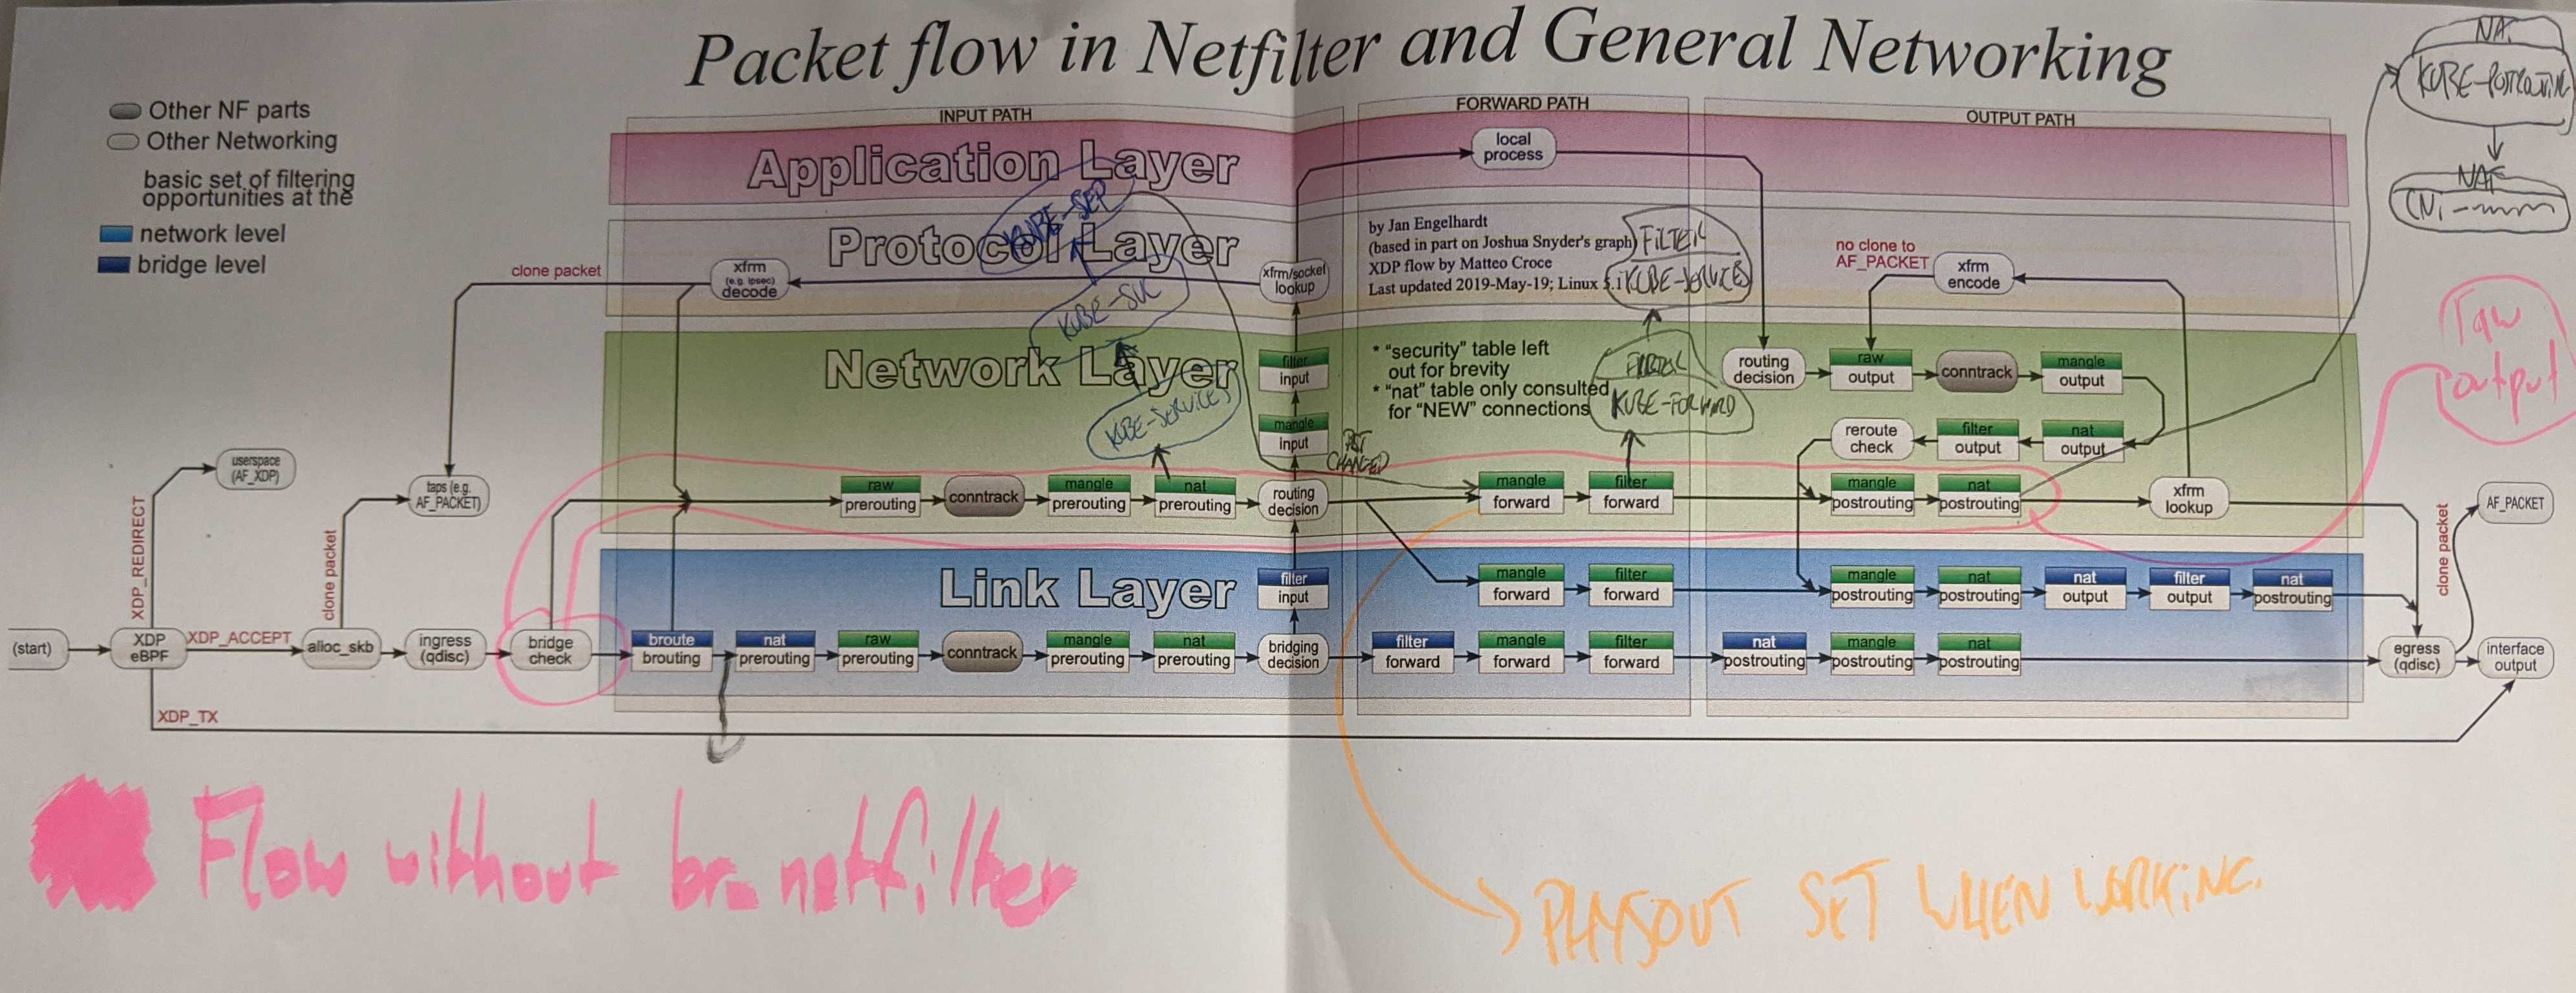 Packet flow in Netfilter and General Networking
Other NF parts
Other Networking
basic set of filtering
opportunities at the
network level
bridge level
INPUT PATH
FORWARD PATH
OUTPUT PATH
Application Layer
local
process
KUBE-SEP
Protocol Layer
by Jan Engelhardt
(based in part on Joshua Snyder's graph)
XDP flow by Matteo Croce
Last updated 2019-May-19; Linux 5.1
FILTER
KUBE-SERVICES
no clone to
AF_PACKET
xfrm
encode
clone packet
xfrm
(e.g. ipsec)
decode
xfrm/socket
lookup
KUBE-SVC
Network Layer
filter
input
mangle
input
* "security" table left
out for brevity
* "nat" table only consulted
for "NEW" connections
KUBE-FORWARD
KUBE-SERVICES
routing
decision
raw
output
conntrack
mangle
output
reroute
check
filter
output
nat
output
DST
CHANGED
userspace
(AF_XDP)
taps (e.g.
AF_PACKET)
raw
prerouting
conntrack
mangle
prerouting
nat
prerouting
routing
decision
mangle
forward
filter
forward
mangle
postrouting
nat
postrouting
xfrm
lookup
clone packet
AF_PACKET
XDP_REDIRECT
clone packet
Link Layer
filter
input
mangle
forward
filter
forward
mangle
postrouting
nat
postrouting
nat
output
filter
output
nat
postrouting
(start)
XDP
eBPF
XDP_ACCEPT
alloc_skb
ingress
(qdisc)
bridge
check
broute
brouting
nat
prerouting
raw
prerouting
conntrack
mangle
prerouting
nat
prerouting
bridging
decision
filter
forward
mangle
forward
filter
forward
nat
postrouting
mangle
postrouting
nat
postrouting
egress
(qdisc)
interface
output
XDP_TX
KUBE-POSTROUTING
NAT
raw
output
Flow without br_netfilter
PHYSOUT SET WHEN WORKING.